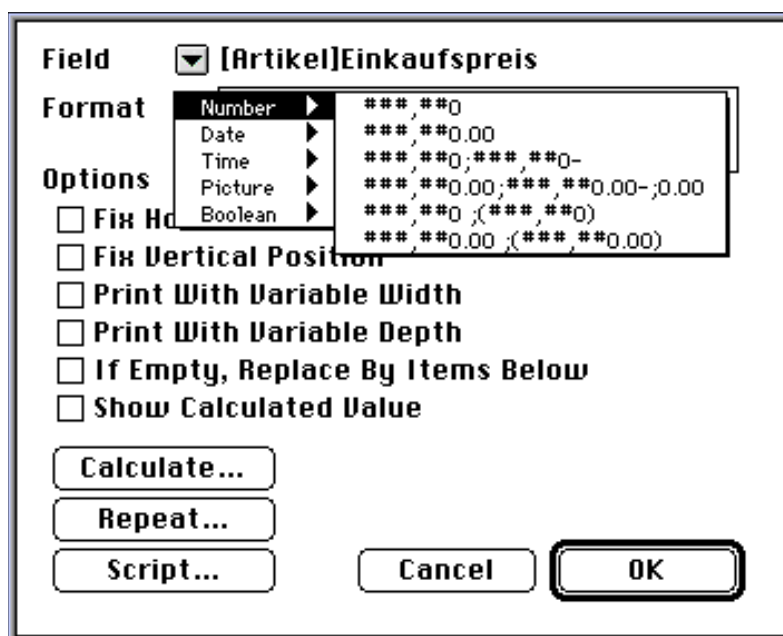 Field [Artikel]Einkaufspreis
Format
Number ###,##0
Date ###,##0.00
Time ###,##0;###,##0-
Picture ###,##0.00;###,##0.00-;0.00
Boolean ###,##0 ;(###,##0)
###,##0.00 ;(###,##0.00)
Options
Fix Ho
Fix Vertical Position
Print With Variable Width
Print With Variable Depth
If Empty, Replace By Items Below
Show Calculated Value
Calculate...
Repeat...
Script...
Cancel
OK